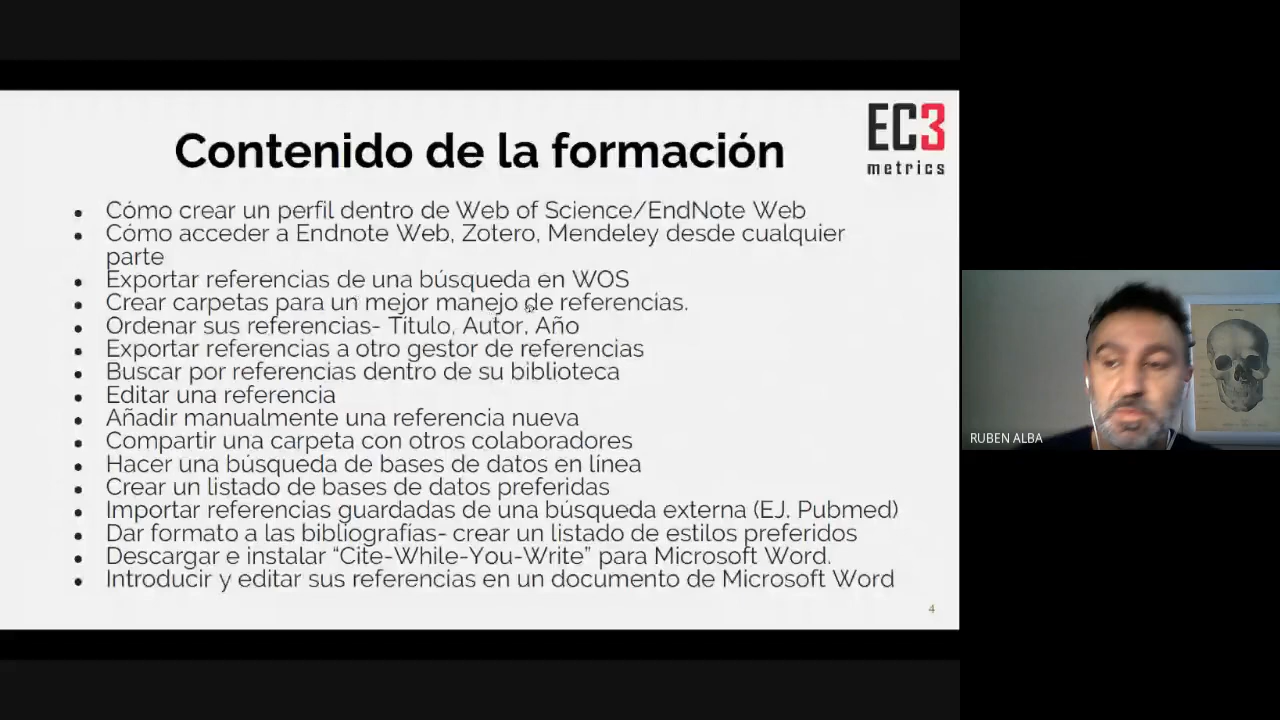 Contenido de la formación
EC3
metrics
Cómo crear un perfil dentro de Web of Science/EndNote Web
Cómo acceder a Endnote Web, Zotero, Mendeley desde cualquier
parte
Exportar referencias de una búsqueda en WOS
Crear carpetas para un mejor manejo de referencias.
Ordenar sus referencias- Titulo, Autor, Año
Exportar referencias a otro gestor de referencias
Buscar por referencias dentro de su biblioteca
Editar una referencia
Añadir manualmente una referencia nueva
Compartir una carpeta con otros colaboradores
Hacer una búsqueda de bases de datos en línea
Crear un listado de bases de datos preferidas
Importar referencias guardadas de una búsqueda externa (EJ. Pubmed)
Dar formato a las bibliografías- crear un listado de estilos preferidos
Descargar e instalar “Cite-While-You-Write” para Microsoft Word.
Introducir y editar sus referencias en un documento de Microsoft Word
4
RUBEN ALBA